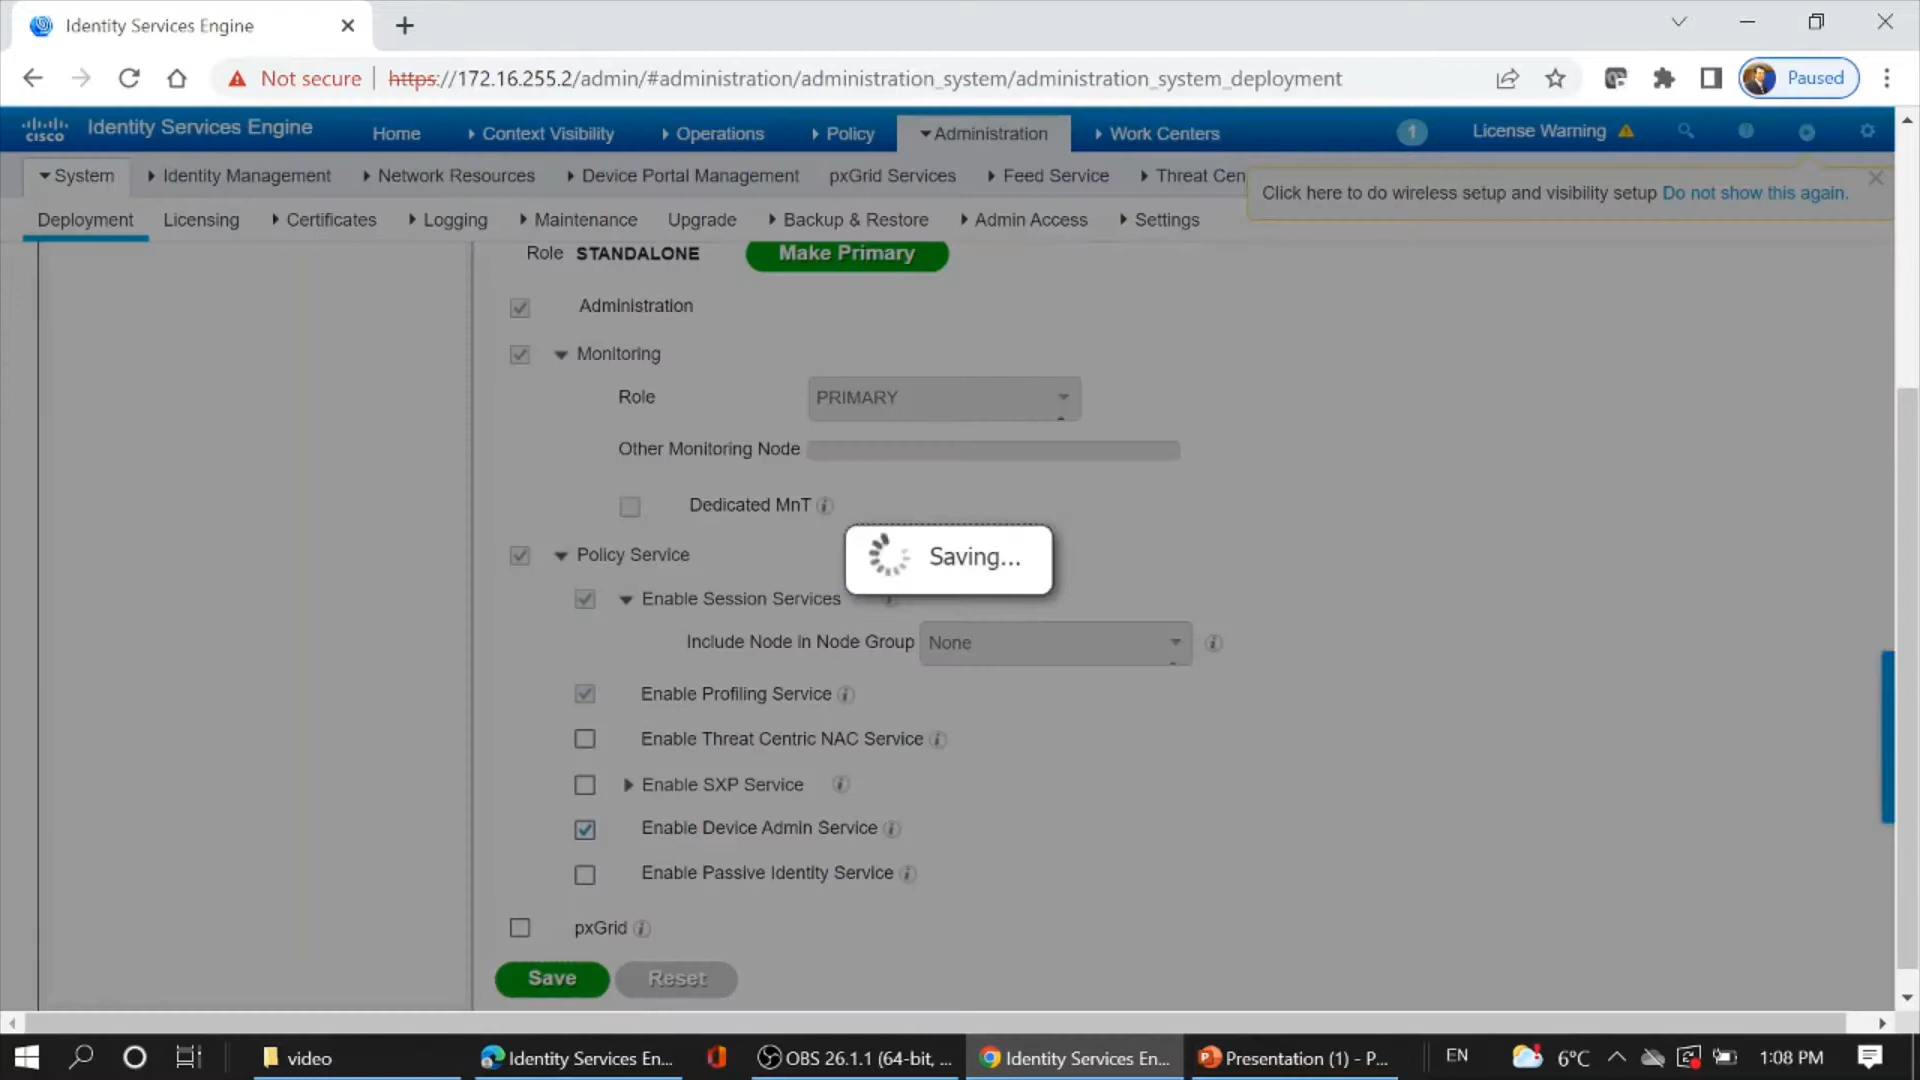 Identity Services Engine
Not secure https://172.16.255.2/admin/#administration/administration_system/administration_system_deployment Paused
CISCO Identity Services Engine Home Context Visibility Operations Policy Administration Work Centers 1 License Warning
System Identity Management Network Resources Device Portal Management pxGrid Services Feed Service Threat Cen
Click here to do wireless setup and visibility setup Do not show this again.
Deployment Licensing Certificates Logging Maintenance Upgrade Backup & Restore Admin Access Settings
Role STANDALONE Make Primary
Administration
Monitoring
Role PRIMARY
Other Monitoring Node
Dedicated MnT
Saving...
Policy Service
Enable Session Services
Include Node in Node Group None
Enable Profiling Service
Enable Threat Centric NAC Service
Enable SXP Service
Enable Device Admin Service
Enable Passive Identity Service
pxGrid
Save Reset
video Identity Services En... OBS 26.1.1 (64-bit, ... Identity Services En... Presentation (1) - P... EN 6°C 1:08 PM